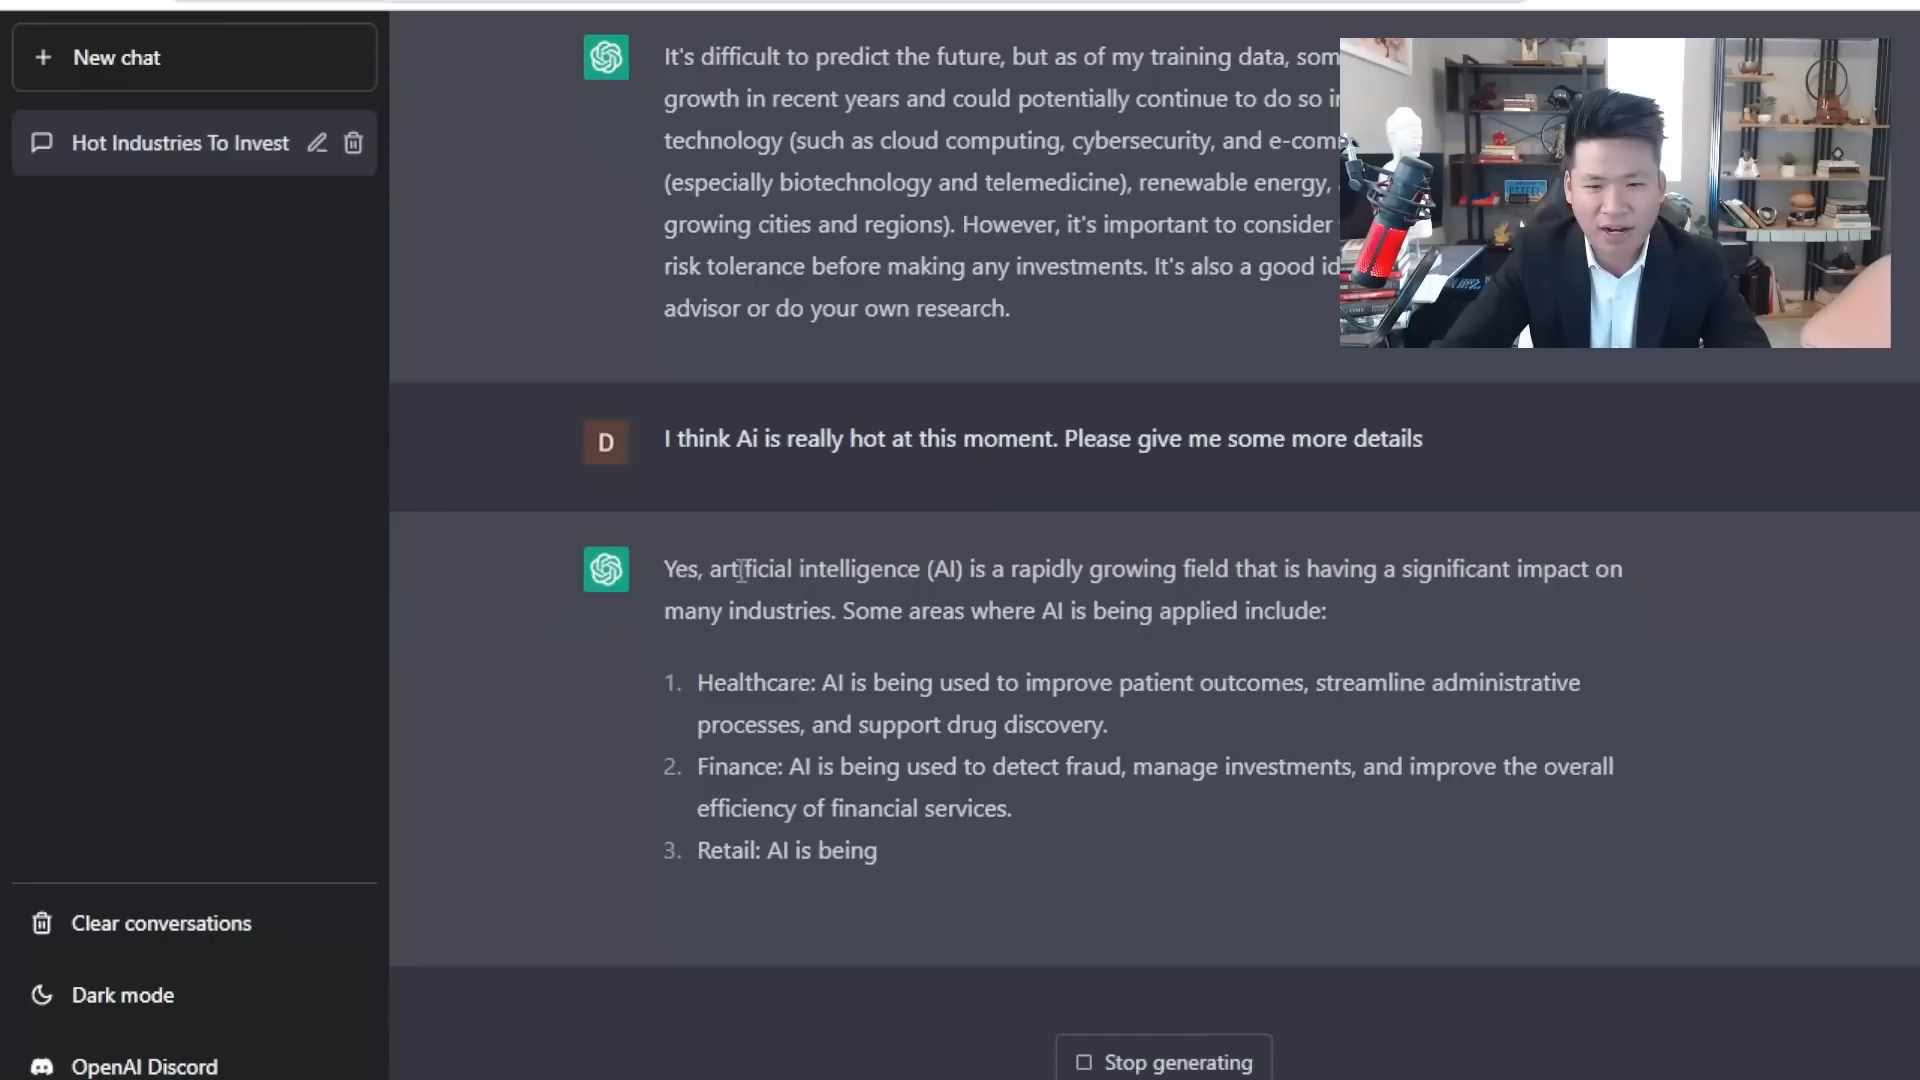 New chat
Hot Industries To Invest
Clear conversations
Dark mode
OpenAI Discord
It's difficult to predict the future, but as of my training data,
growth in recent years and could potentially continue to do so
technology (such as cloud computing, cybersecurity, and
(especially biotechnology and telemedicine), renewable energy,
growing cities and regions). However, it's important to consider
risk tolerance before making any investments. It's also a good
advisor or do your own research.
D
I think Ai is really hot at this moment. Please give me some more details
Yes, artificial intelligence (AI) is a rapidly growing field that is having a significant impact on
many industries. Some areas where AI is being applied include:
1. Healthcare: AI is being used to improve patient outcomes, streamline administrative
processes, and support drug discovery.
2. Finance: AI is being used to detect fraud, manage investments, and improve the overall
efficiency of financial services.
3. Retail: AI is being
Stop generating